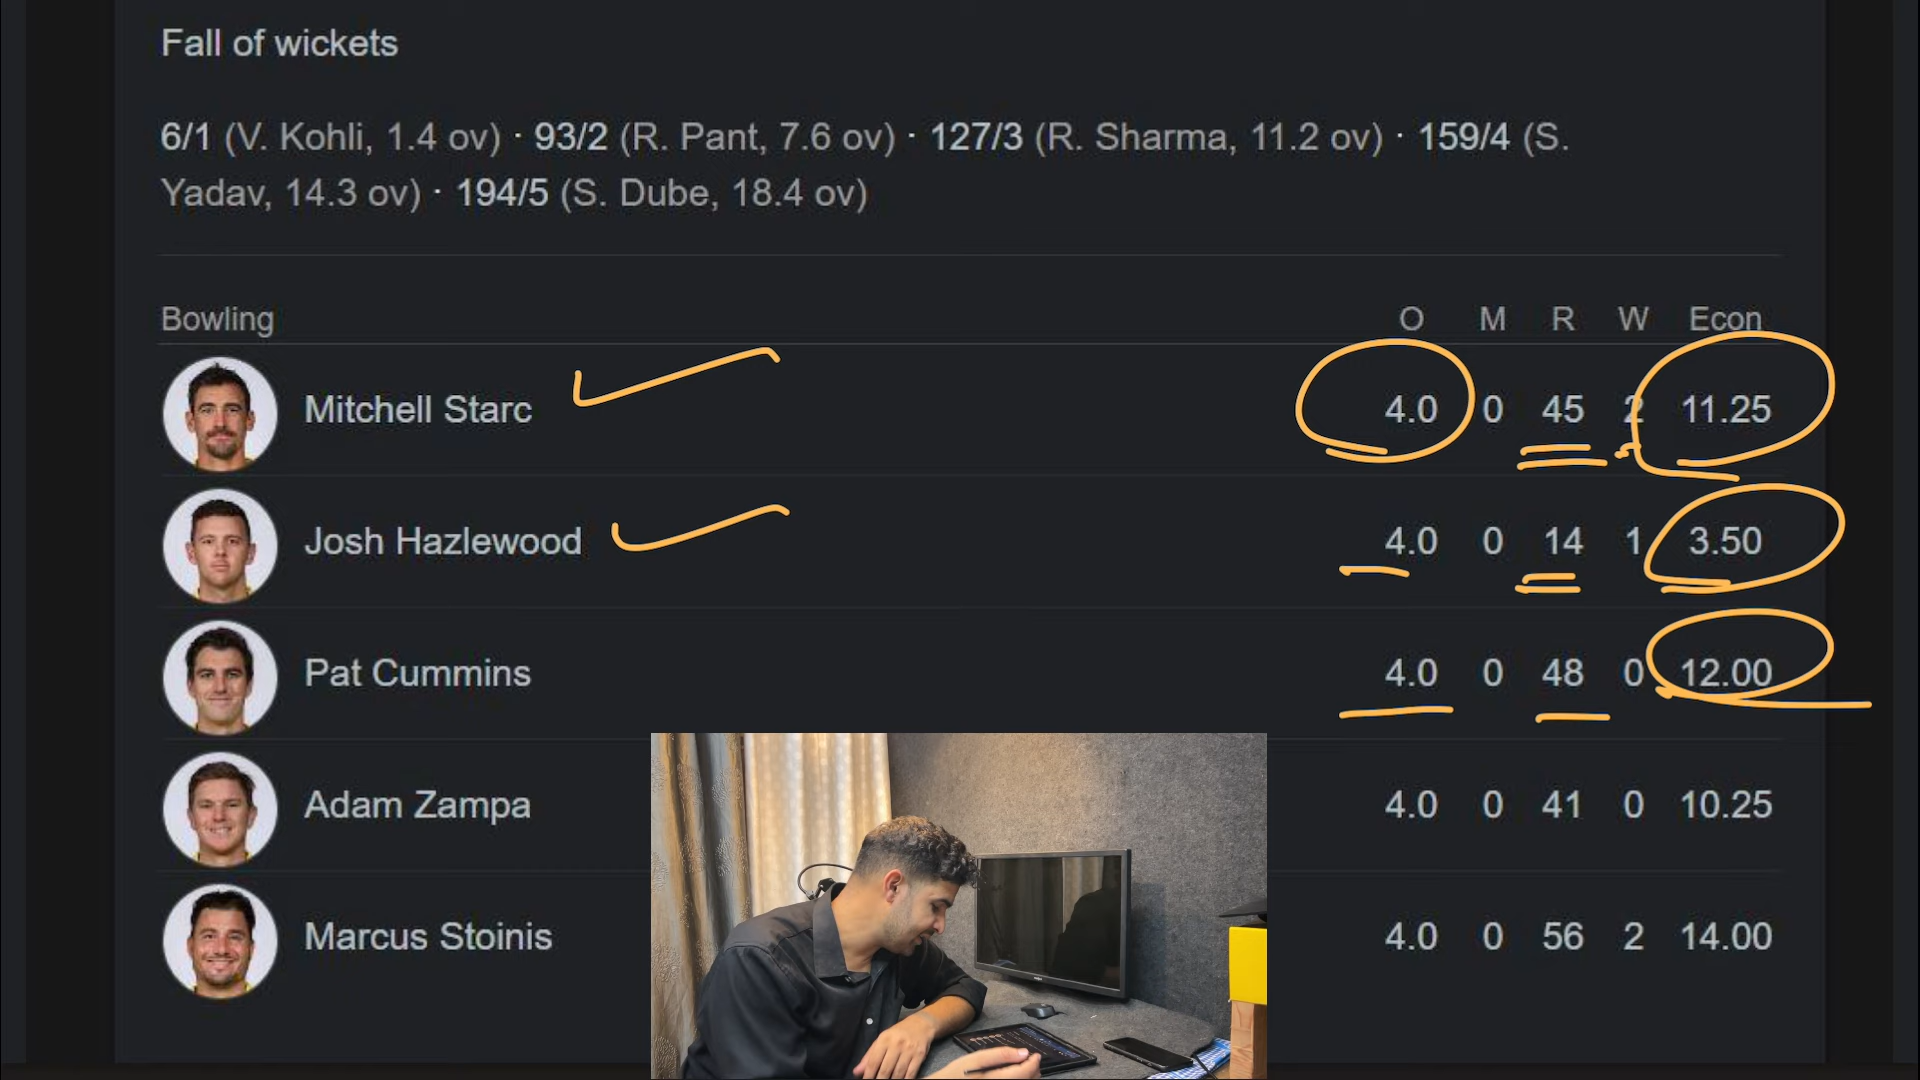 Fall of wickets
6/1 (V. Kohli, 1.4 ov) · 93/2 (R. Pant, 7.6 ov) · 127/3 (R. Sharma, 11.2 ov) · 159/4 (S.
Yadav, 14.3 ov) · 194/5 (S. Dube, 18.4 ov)
Bowling O M R W Econ
Mitchell Starc 4.0 0 45 2 11.25
Josh Hazlewood 4.0 0 14 1 3.50
Pat Cummins 4.0 0 48 0 12.00
Adam Zampa 4.0 0 41 0 10.25
Marcus Stoinis 4.0 0 56 2 14.00